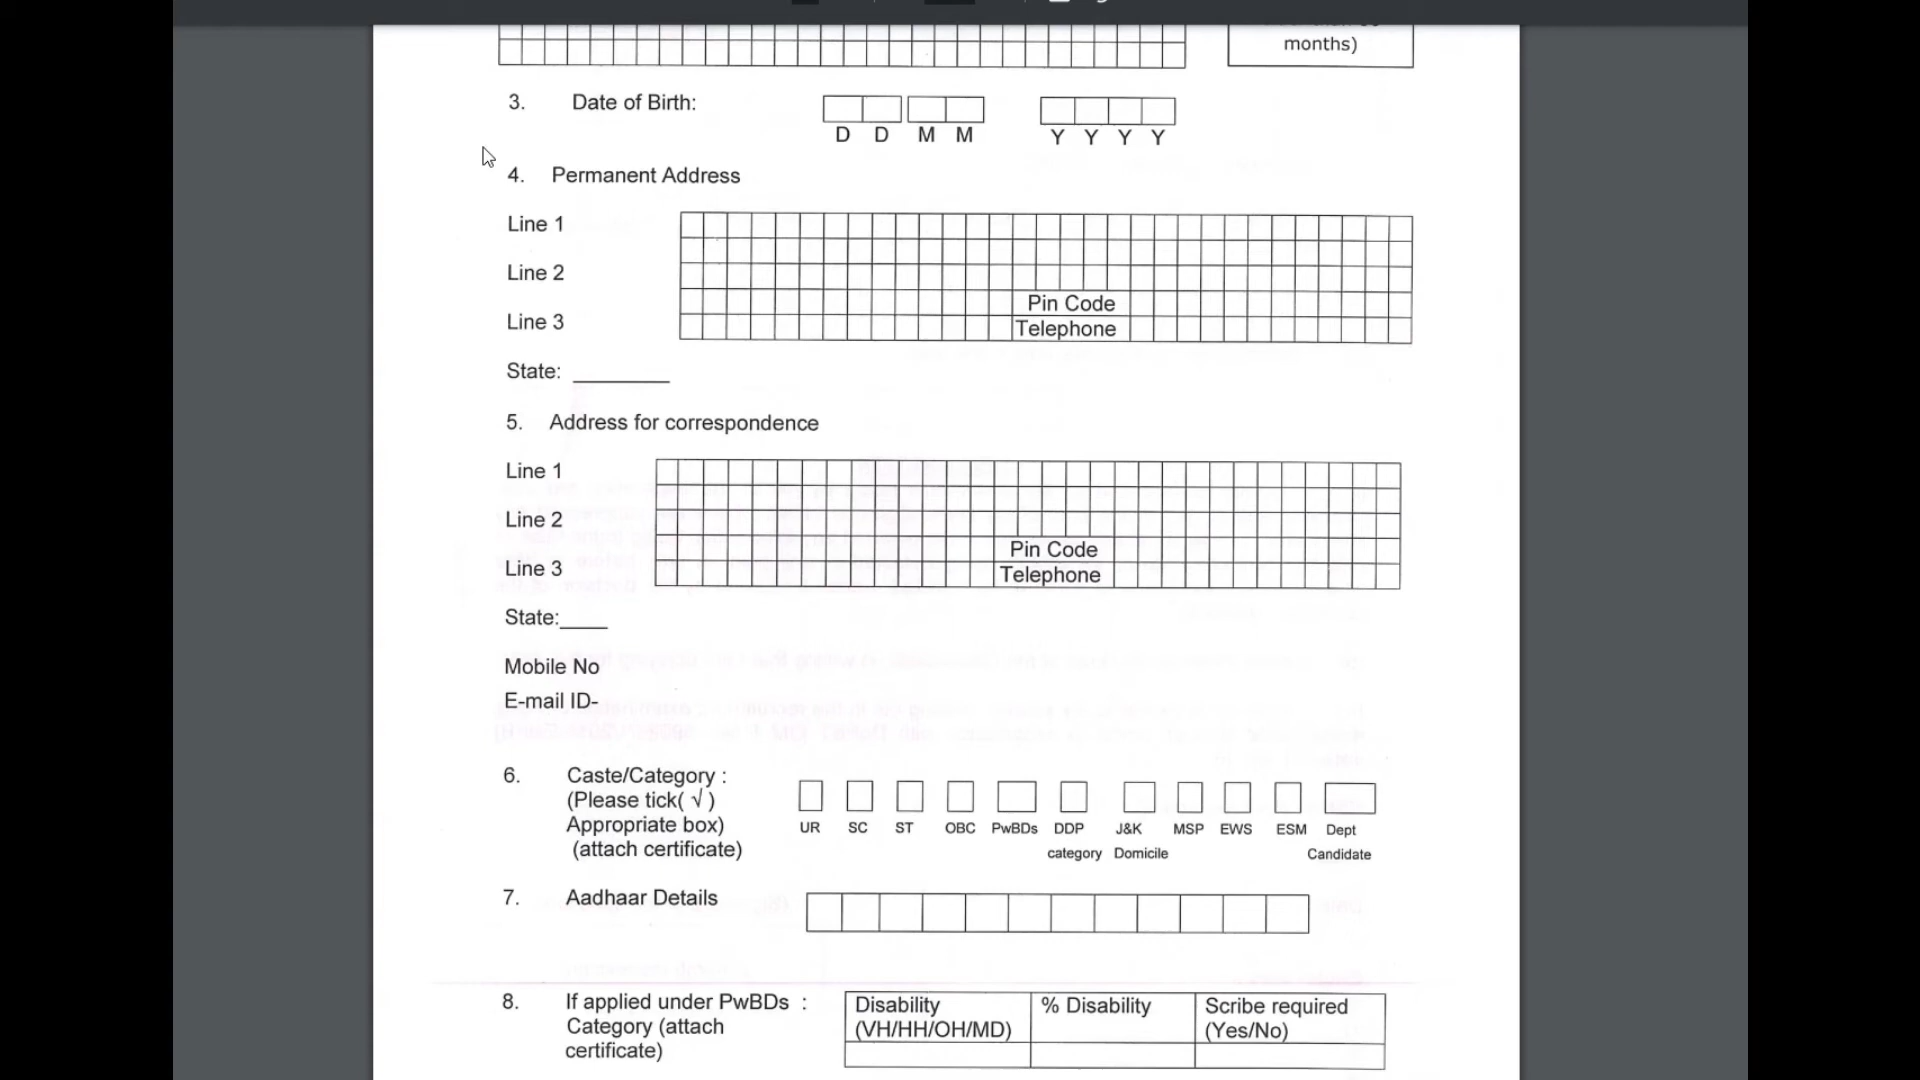 months)
3. Date of Birth:
D D M M Y Y Y Y
4. Permanent Address
Line 1
Line 2
Pin Code
Line 3
Telephone
State: __________
5. Address for correspondence
Line 1
Line 2
Pin Code
Line 3
Telephone
State:____
Mobile No
E-mail ID-
6. Caste/Category :
(Please tick( √ )
Appropriate box)
(attach certificate)
UR SC ST OBC PwBDs DDP J&K MSP EWS ESM Dept
category Domicile Candidate
7. Aadhaar Details
8. If applied under PwBDs :
Category (attach
certificate)
Disability
(VH/HH/OH/MD)
% Disability
Scribe required
(Yes/No)